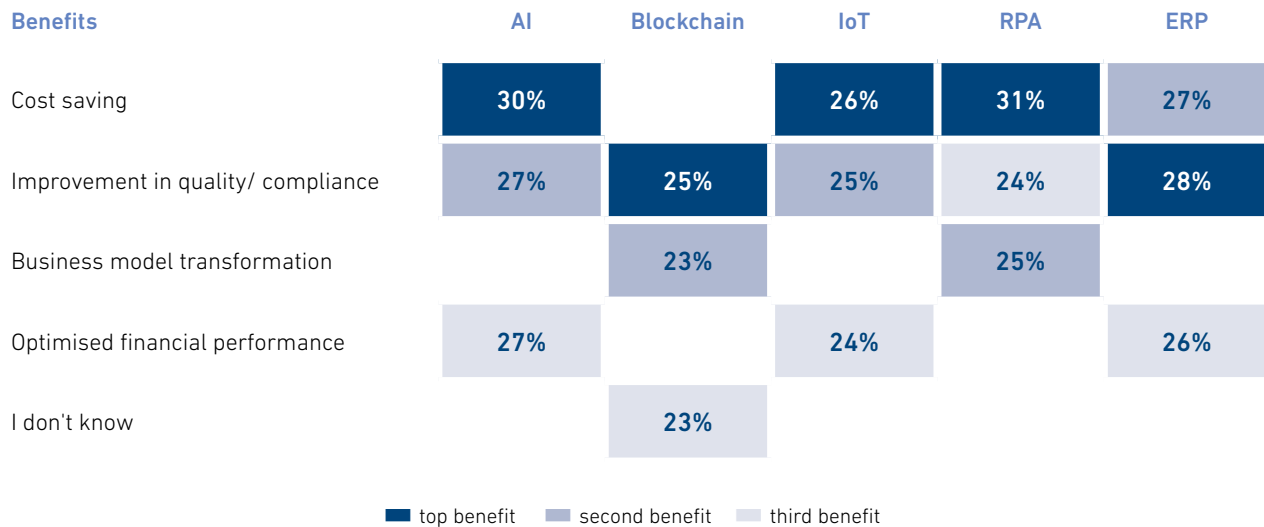 Benefits AI Blockchain IoT RPA ERP
Cost saving 30% 26% 31% 27%
Improvement in quality/ compliance 27% 25% 25% 24% 28%
Business model transformation 23% 25%
Optimised financial performance 27% 24% 26%
I don't know 23%
top benefit second benefit third benefit